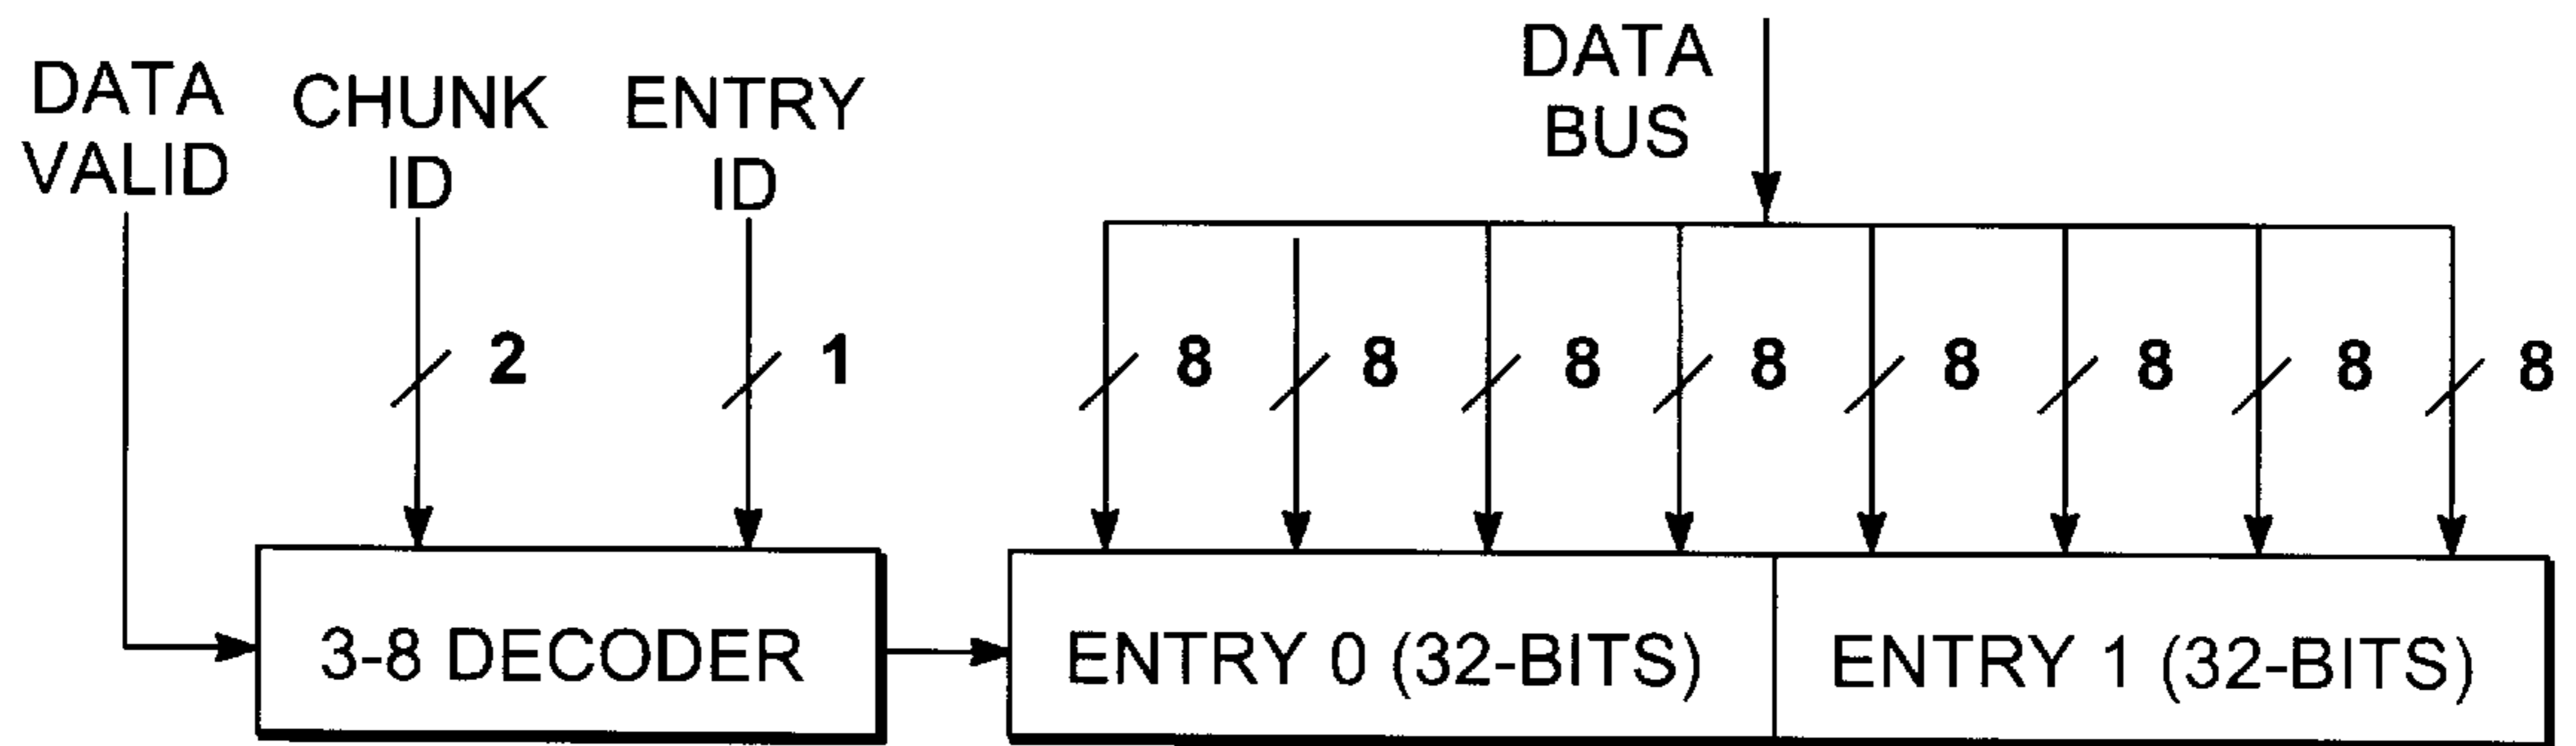 DATA
VALID
CHUNK
ID
ENTRY
ID
DATA
BUS
2
1
8
8
8
8
8
8
8
8
3-8 DECODER
ENTRY 0 (32-BITS)
ENTRY 1 (32-BITS)